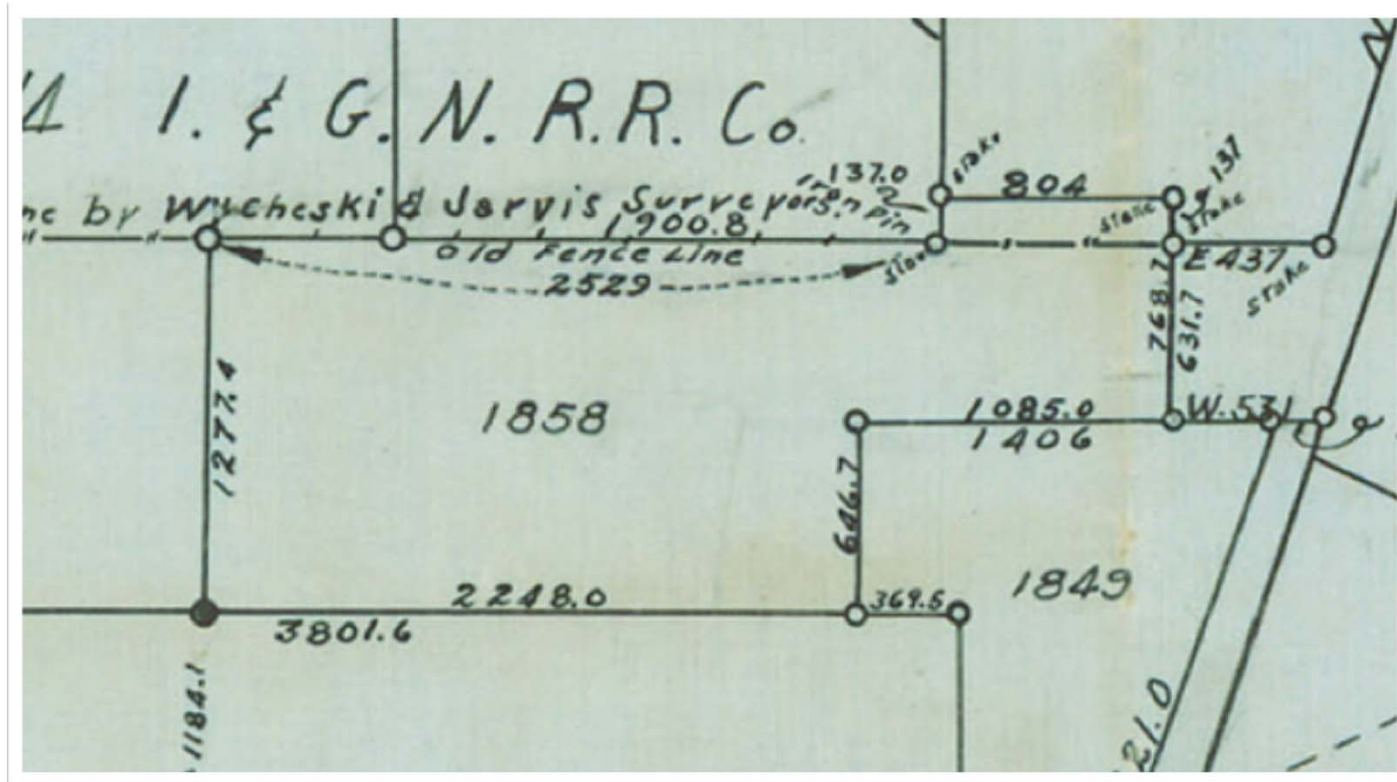 I. & G. N. R.R. Co.
137
stake
137.0
804
by Wycheski & Jarvis Surveyors
Iron Pin
stake
stake
1900.8
Old Fence Line
E 437
2529
stake
768.7
631.7
1277.4
1858
1085.0
W. 531
1406
646.7
1849
2248.0
369.5
3801.6
1184.1
21.0